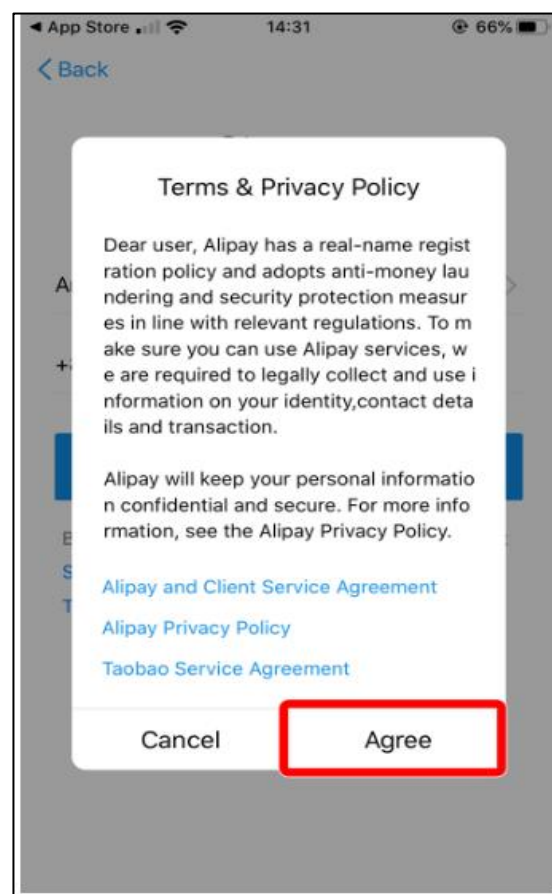 App Store 14:31 66%
Back
Terms & Privacy Policy
Dear user, Alipay has a real-name regist
ration policy and adopts anti-money lau
ndering and security protection measur
es in line with relevant regulations. To m
ake sure you can use Alipay services, w
e are required to legally collect and use i
nformation on your identity,contact deta
ils and transaction.
Alipay will keep your personal informatio
n confidential and secure. For more info
rmation, see the Alipay Privacy Policy.
Alipay and Client Service Agreement
Alipay Privacy Policy
Taobao Service Agreement
Cancel Agree